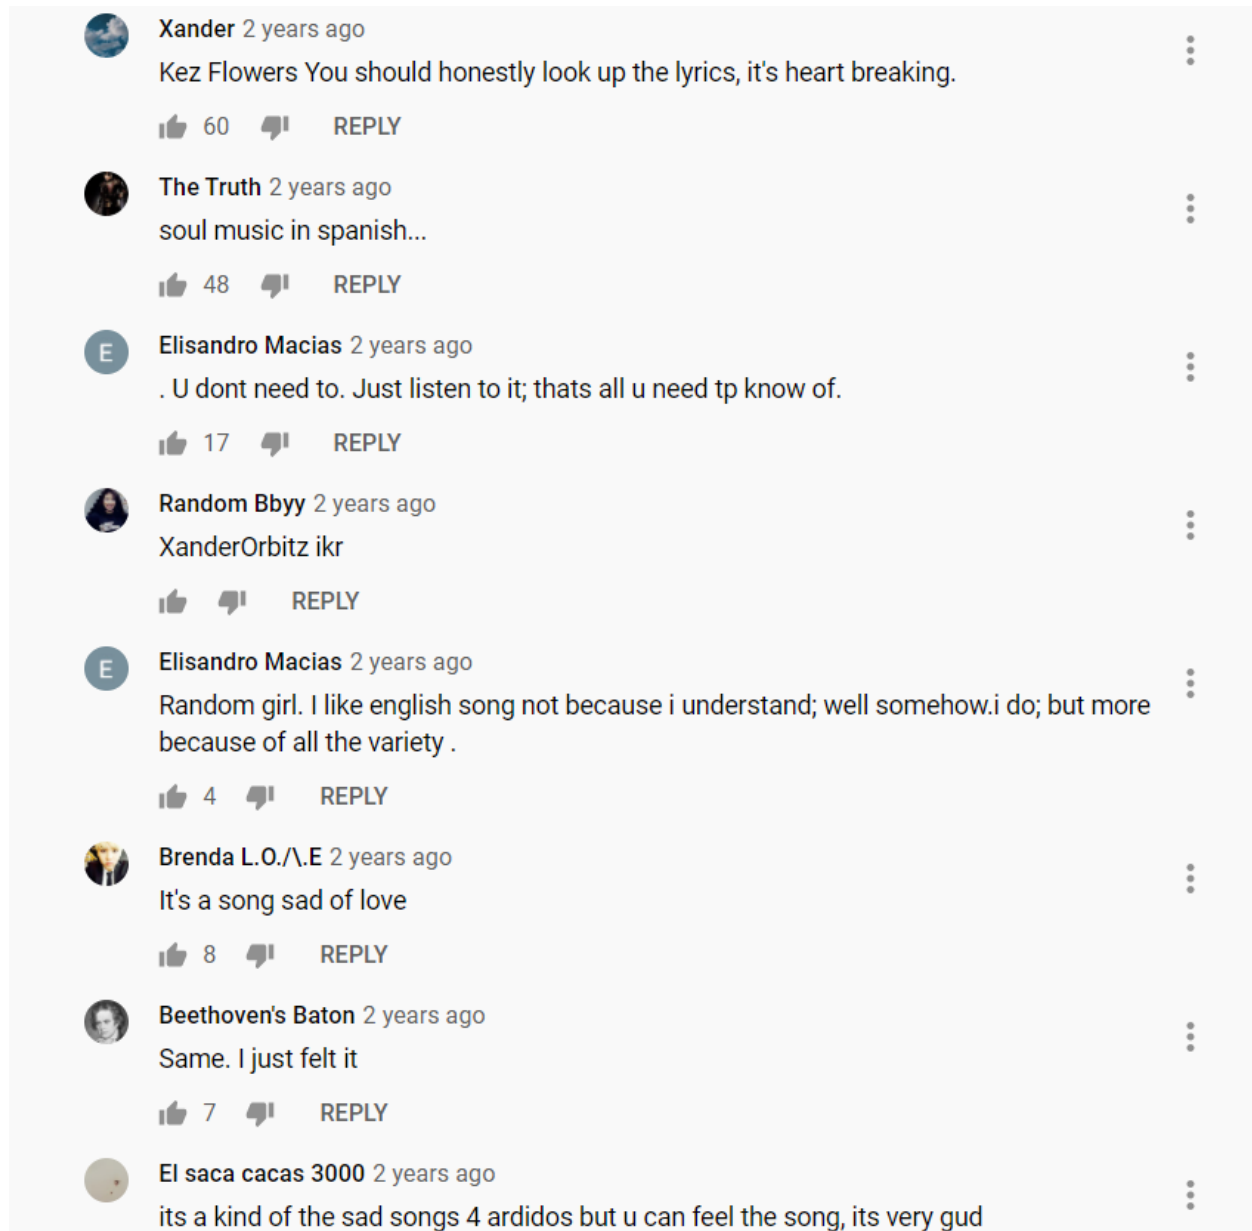 Xander 2 years ago
Kez Flowers You should honestly look up the lyrics, it's heart breaking.
60 REPLY
The Truth 2 years ago
soul music in spanish...
48 REPLY
E
Elisandro Macias 2 years ago
. U dont need to. Just listen to it; thats all u need tp know of.
17 REPLY
Random Bbyy 2 years ago
XanderOrbitz ikr
REPLY
E
Elisandro Macias 2 years ago
Random girl. I like english song not because i understand; well somehow.i do; but more
because of all the variety .
4 REPLY
Brenda L.O./\.E 2 years ago
It's a song sad of love
8 REPLY
Beethoven's Baton 2 years ago
Same. I just felt it
7 REPLY
El saca cacas 3000 2 years ago
its a kind of the sad songs 4 ardidos but u can feel the song, its very gud